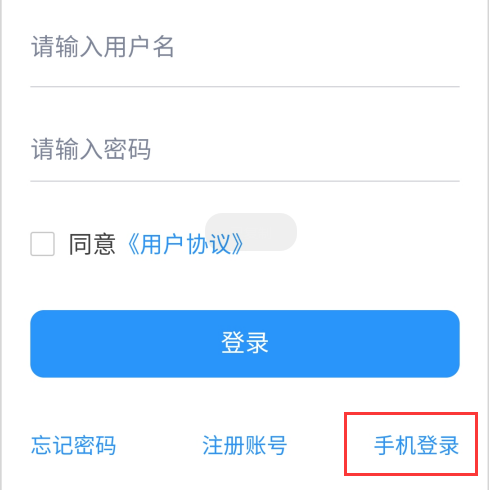 请输入用户名
请输入密码
同意《用户协议》
登录
忘记密码 注册账号 手机登录